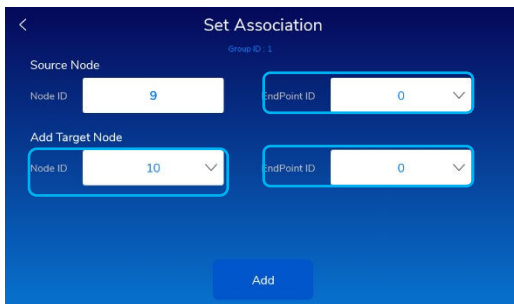 Set Association
Group ID : 1
Source Node
Node ID 9 EndPoint ID 0
Add Target Node
Node ID 10 EndPoint ID 0
Add